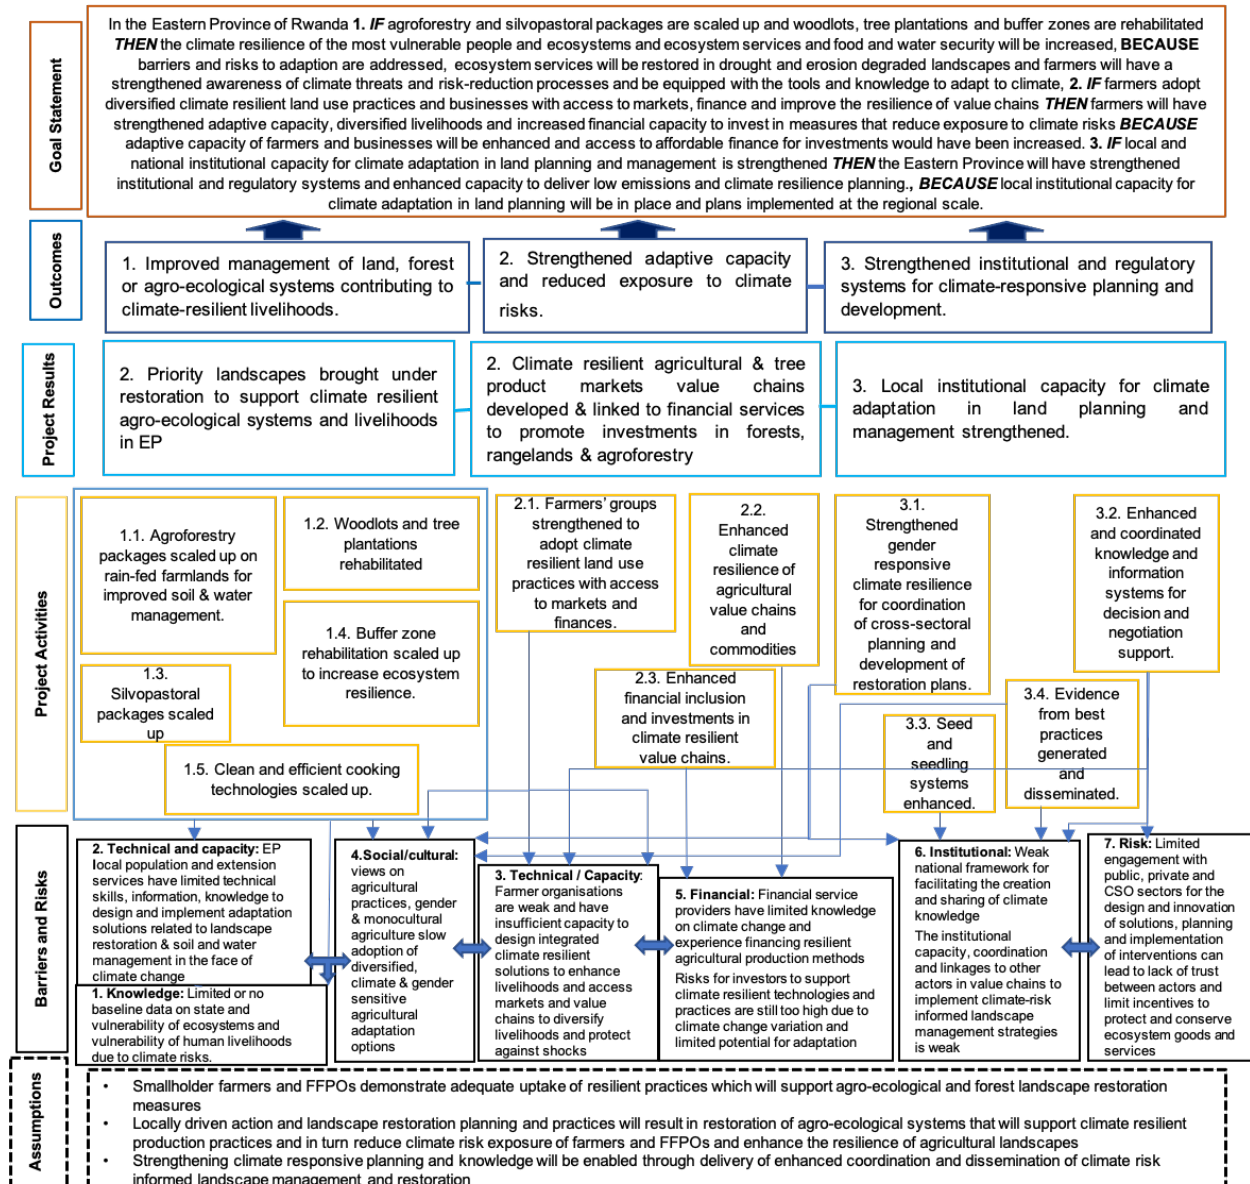 Goal Statement
In the Eastern Province of Rwanda 1. IF agroforestry and silvopastoral packages are scaled up and woodlots, tree plantations and buffer zones are rehabilitated
THEN the climate resilience of the most vulnerable people and ecosystems and ecosystem services and food and water security will be increased, BECAUSE
barriers and risks to adaption are addressed, ecosystem services will be restored in drought and erosion degraded landscapes and farmers will have a
strengthened awareness of climate threats and risk-reduction processes and be equipped with the tools and knowledge to adapt to climate, 2. IF farmers adopt
diversified climate resilient land use practices and businesses with access to markets, finance and improve the resilience of value chains THEN farmers will have
strengthened adaptive capacity, diversified livelihoods and increased financial capacity to invest in measures that reduce exposure to climate risks BECAUSE
adaptive capacity of farmers and businesses will be enhanced and access to affordable finance for investments would have been increased. 3. IF local and
national institutional capacity for climate adaptation in land planning and management is strengthened THEN the Eastern Province will have strengthened
institutional and regulatory systems and enhanced capacity to deliver low emissions and climate resilience planning., BECAUSE local institutional capacity for
climate adaptation in land planning will be in place and plans implemented at the regional scale.
Outcomes
1. Improved management of land, forest
or agro-ecological systems contributing to
climate-resilient livelihoods.
2. Strengthened adaptive capacity
and reduced exposure to climate
risks.
3. Strengthened institutional and regulatory
systems for climate-responsive planning and
development.
Project Results
2. Priority landscapes brought under
restoration to support climate resilient
agro-ecological systems and livelihoods
in EP
2. Climate resilient agricultural & tree
product markets value chains
developed & linked to financial services
to promote investments in forests,
rangelands & agroforestry
3. Local institutional capacity for climate
adaptation in land planning and
management strengthened.
Project Activities
1.1. Agroforestry
packages scaled up on
rain-fed farmlands for
improved soil & water
management.
1.2. Woodlots and tree
plantations
rehabilitated
1.3.
Silvopastoral
packages scaled
up
1.4. Buffer zone
rehabilitation scaled up
to increase ecosystem
resilience.
1.5. Clean and efficient cooking
technologies scaled up.
2.1. Farmers' groups
strengthened to
adopt climate
resilient land use
practices with access
to markets and
finances.
2.2.
Enhanced
climate
resilience of
agricultural
value chains
and
commodities
2.3. Enhanced
financial inclusion
and investments in
climate resilient
value chains.
3.1.
Strengthened
gender
responsive
climate resilience
for coordination
of cross-sectoral
planning and
development of
restoration plans.
3.2. Enhanced
and coordinated
knowledge and
information
systems for
decision and
negotiation
support.
3.3. Seed
and
seedling
systems
enhanced.
3.4. Evidence
from best
practices
generated
and
disseminated.
Barriers and Risks
2. Technical and capacity: EP
local population and extension
services have limited technical
skills, information, knowledge to
design and implement adaptation
solutions related to landscape
restoration & soil and water
management in the face of
climate change
1. Knowledge: Limited or no
baseline data on state and
vulnerability of ecosystems and
vulnerability of human livelihoods
due to climate risks.
4.Social/cultural:
views on
agricultural
practices, gender
& monocultural
agriculture slow
adoption of
diversified,
climate & gender
sensitive
agricultural
adaptation
options
3. Technical / Capacity:
Farmer organisations
are weak and have
insufficient capacity to
design integrated
climate resilient
solutions to enhance
livelihoods and access
markets and value
chains to diversify
livelihoods and protect
against shocks
5. Financial: Financial service
providers have limited knowledge
on climate change and
experience financing resilient
agricultural production methods
Risks for investors to support
climate resilient technologies and
practices are still too high due to
climate change variation and
limited potential for adaptation
6. Institutional: Weak
national framework for
facilitating the creation
and sharing of climate
knowledge
The institutional
capacity, coordination
and linkages to other
actors in value chains to
implement climate-risk
informed landscape
management strategies
is weak
7. Risk: Limited
engagement with
public, private and
CSO sectors for the
design and innovation
of solutions, planning
and implementation
of interventions can
lead to lack of trust
between actors and
limit incentives to
protect and conserve
ecosystem goods and
services
Assumptions
• Smallholder farmers and FFPOs demonstrate adequate uptake of resilient practices which will support agro-ecological and forest landscape restoration
measures
• Locally driven action and landscape restoration planning and practices will result in restoration of agro-ecological systems that will support climate resilient
production practices and in turn reduce climate risk exposure of farmers and FFPOs and enhance the resilience of agricultural landscapes
• Strengthening climate responsive planning and knowledge will be enabled through delivery of enhanced coordination and dissemination of climate risk
informed landscape management and restoration